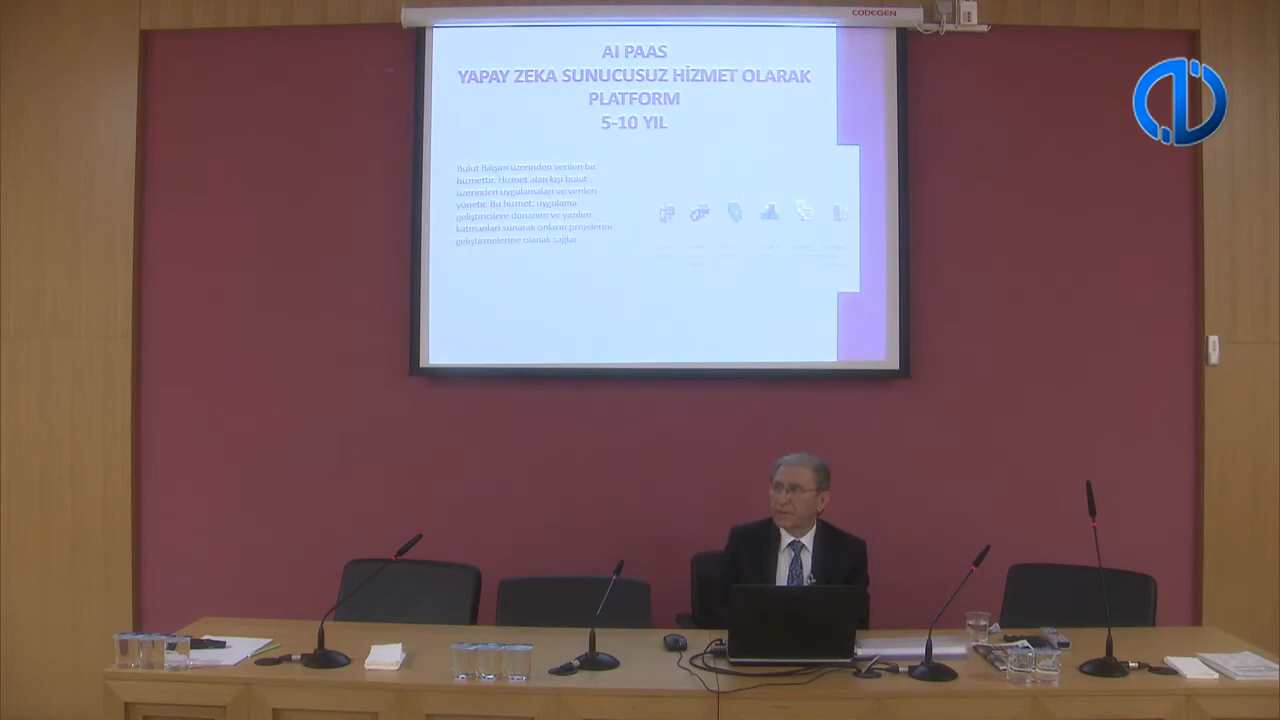 CODEGEN
AI PAAS
YAPAY ZEKA SUNUCUSUZ HİZMET OLARAK
PLATFORM
5-10 YIL
Bulut Bilişim üzerinden verilen bir
hizmettir. Hizmet alan kişi bulut
üzerinden uygulamaları ve verileri
yönetir. Bu hizmet, uygulama
geliştiricilere donanım ve yazılım
katmanları sunarak onların projelerini
geliştirmelerine olanak sağlar